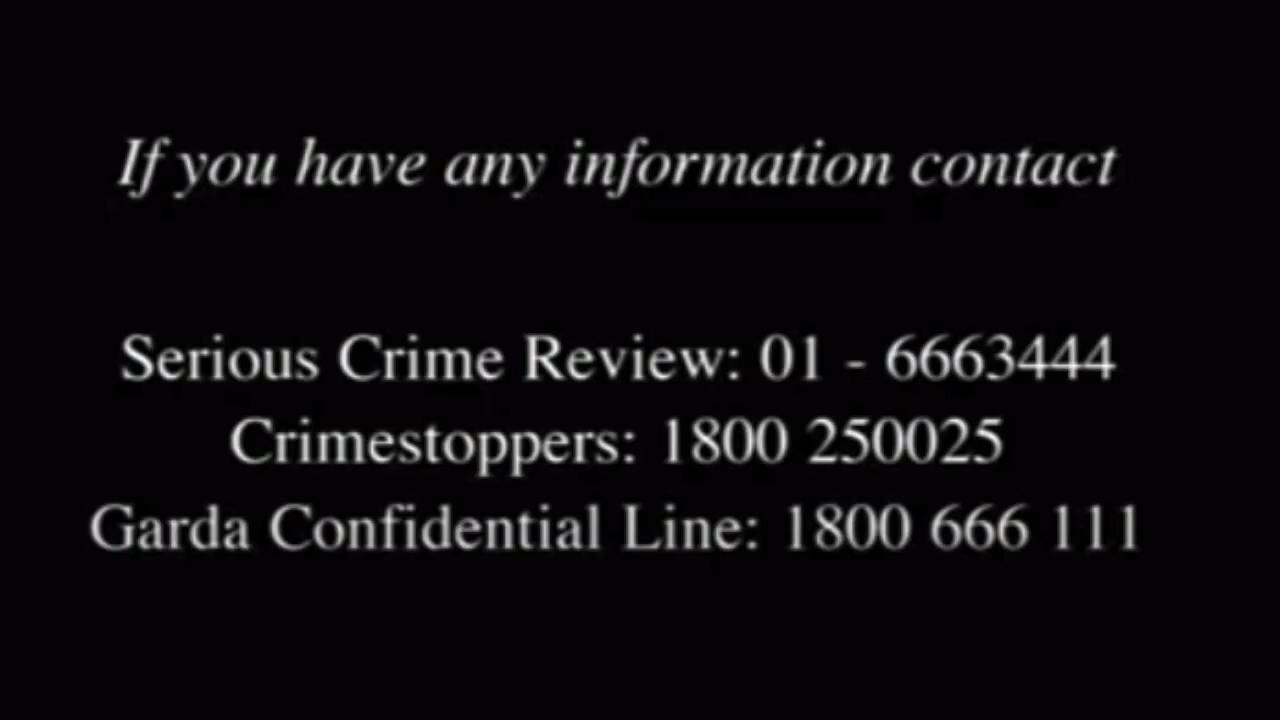 If you have any information contact
Serious Crime Review: 01 - 6663444
Crimestoppers: 1800 250025
Garda Confidential Line: 1800 666 111